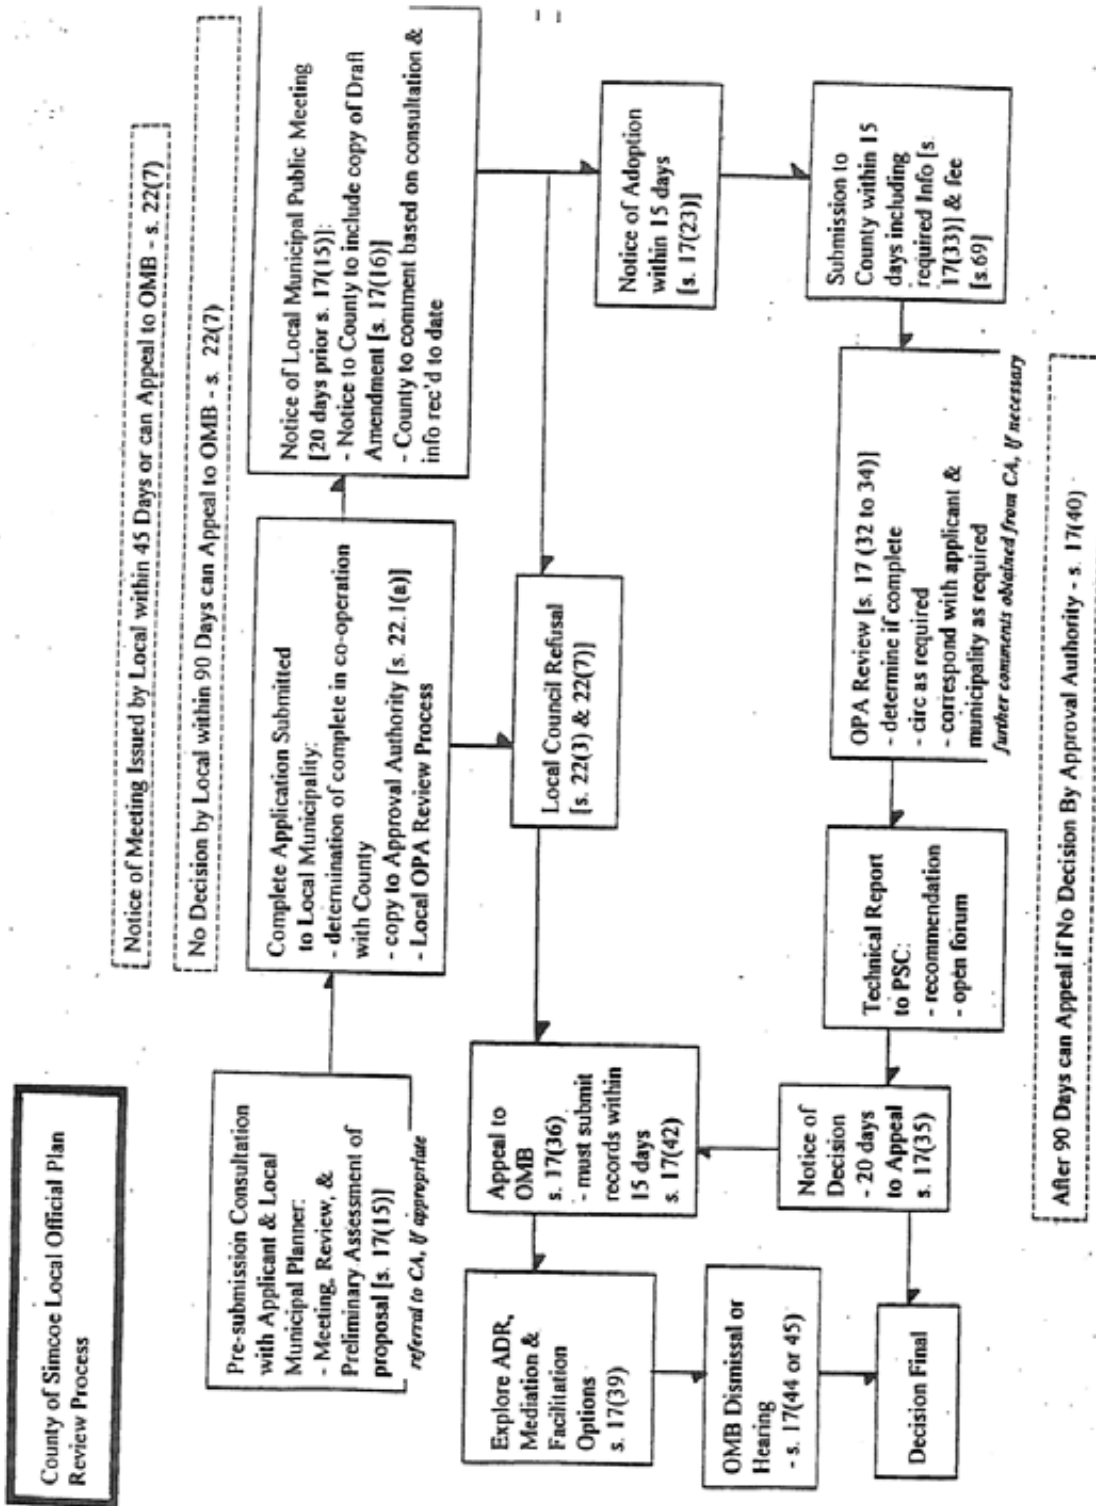 County of Simcoe Local Official Plan
Review Process
Notice of Meeting Issued by Local within 45 Days or can Appeal to OMB - s. 22(7)
No Decision by Local within 90 Days can Appeal to OMB - s. 22(7)
Pre-submission Consultation
with Applicant & Local
Municipal Planner:
- Meeting, Review, &
Preliminary Assessment of
proposal [s. 17(15)]
referral to CA, if appropriate
Complete Application Submitted
to Local Municipality:
- determination of complete in co-operation
with County
- copy to Approval Authority [s. 22.1(a)]
- Local OPA Review Process
Notice of Local Municipal Public Meeting
[20 days prior s. 17(15)]:
- Notice to County to include copy of Draft
Amendment [s. 17(16)]
- County to comment based on consultation &
info rec'd to date
Explore ADR,
Mediation &
Facilitation
Options
s. 17(39)
Appeal to
OMB
s. 17(36)
- must submit
records within
15 days
s. 17(42)
Local Council Refusal
[s. 22(3) & 22(7)]
Notice of Adoption
within 15 days
[s. 17(23)]
OMB Dismissal or
Hearing
- s. 17(44 or 45)
Decision Final
Notice of
Decision
- 20 days
to Appeal
s. 17(35)
Technical Report
to PSC:
- recommendation
- open forum
OPA Review [s. 17 (32 to 34)]
- determine if complete
- circ as required
- correspond with applicant &
municipality as required
further comments obtained from CA, if necessary
Submission to
County within 15
days including
required Info [s.
17(33)] & fee
[s.69]
After 90 Days can Appeal if No Decision By Approval Authority - s. 17(40)